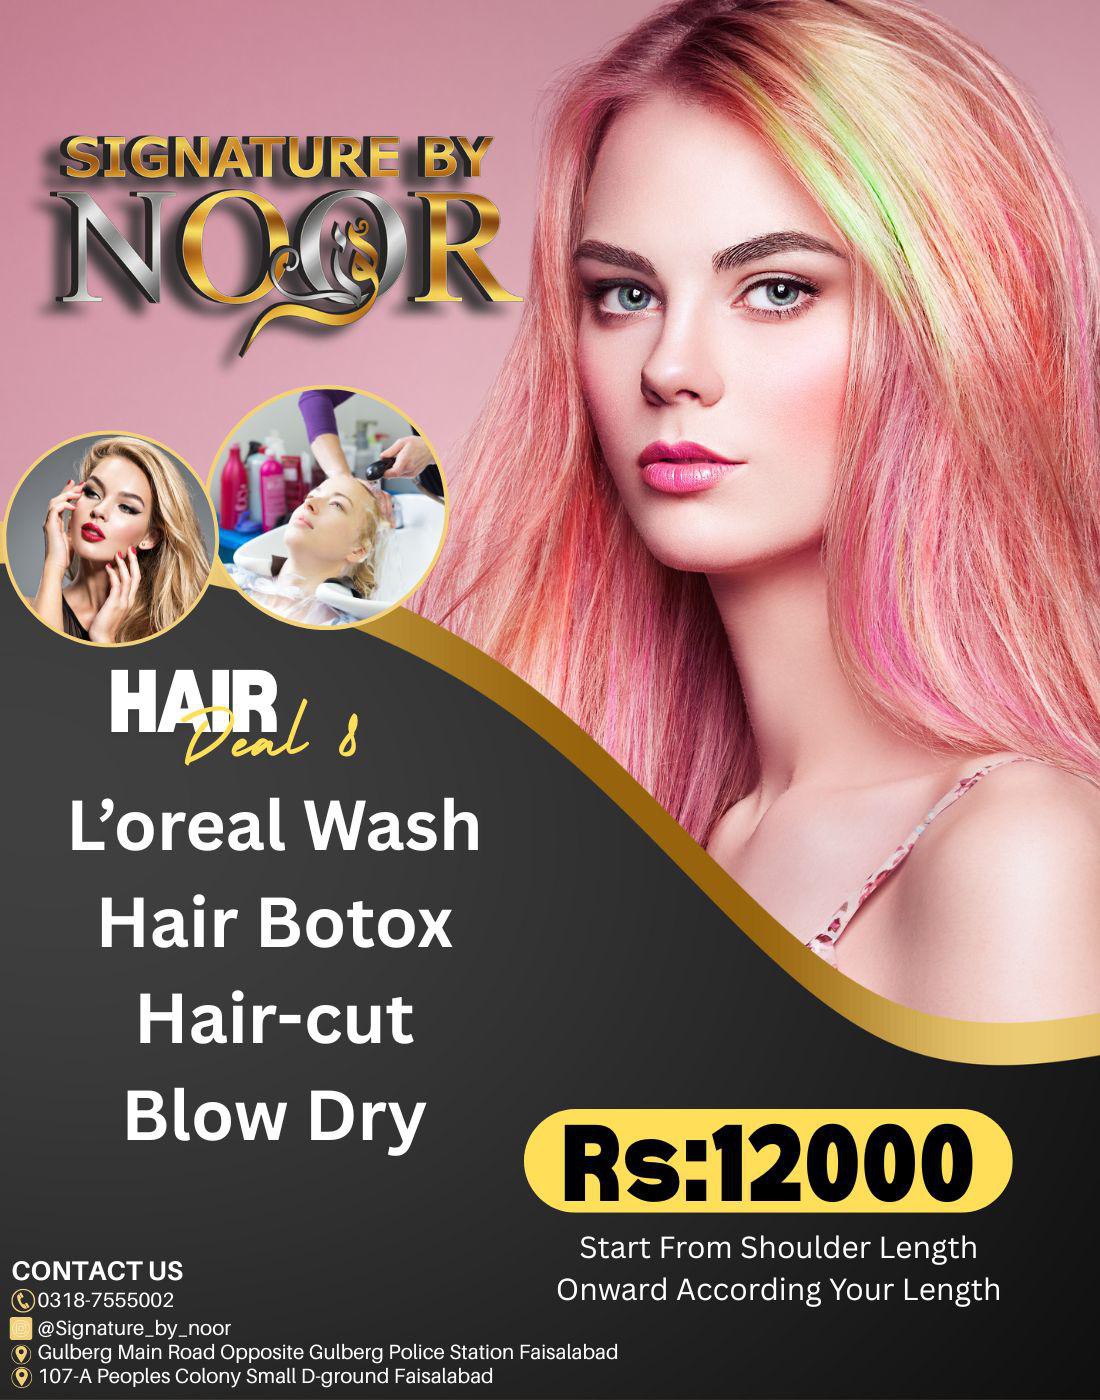 SIGNATURE BY
NOOR
HAIR
Deal 8
L’oreal Wash
Hair Botox
Hair-cut
Blow Dry
Rs:12000
Start From Shoulder Length
Onward According Your Length
CONTACT US
0318-7555002
@Signature_by_noor
Gulberg Main Road Opposite Gulberg Police Station Faisalabad
107-A Peoples Colony Small D-ground Faisalabad